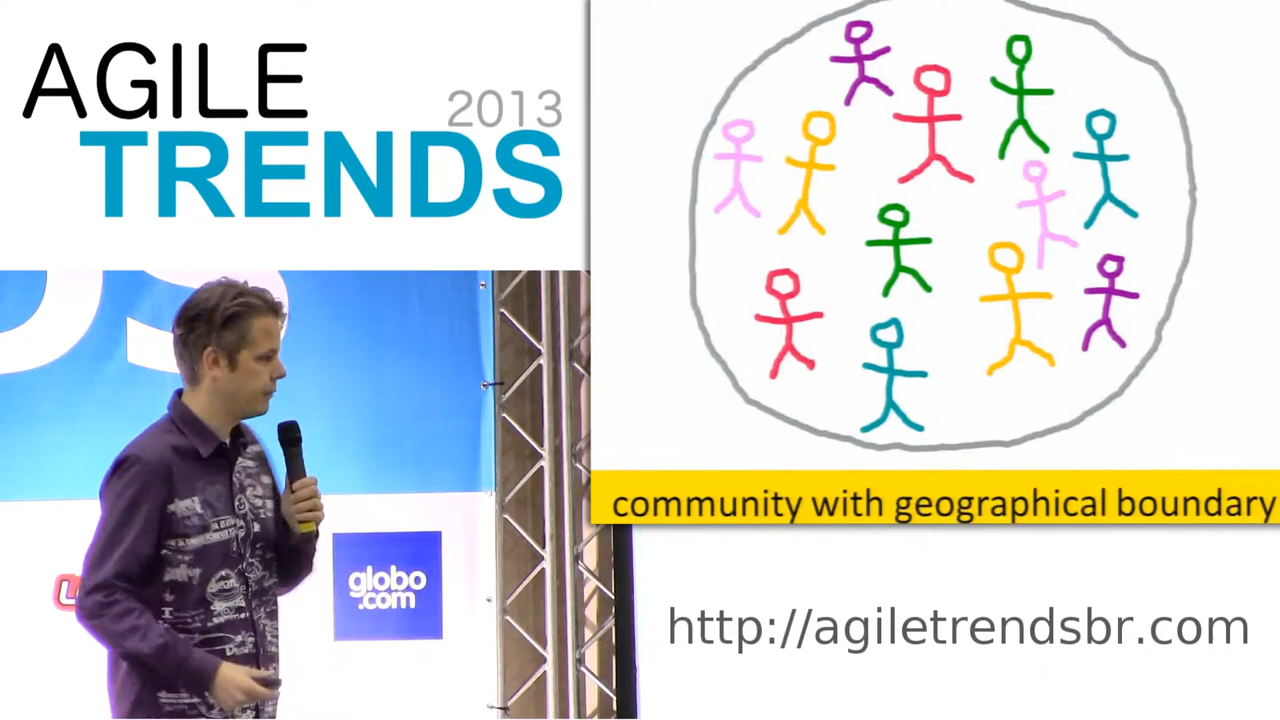 AGILE
2013
TRENDS
community with geographical boundary
globo
.com
http://agiletrendsbr.com